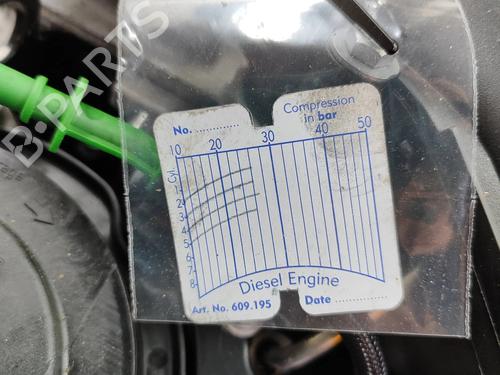 B-PARTS
No. ..............
Compression
in bar
10 20 30 40 50
Cyl.
1
2
3
4
5
6
7
8
Diesel Engine
Art. No. 609.195
Date ................